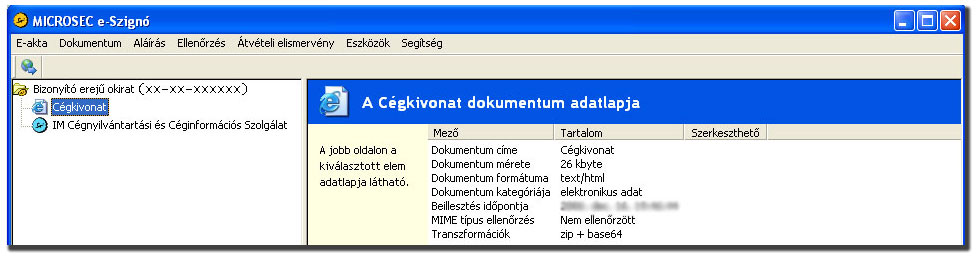 MICROSEC e-Szignó
E-akta Dokumentum Aláírás Ellenőrzés Átvételi elismervény Eszközök Segítség
Bizonyító erejű okirat (xx-xx-xxxxxx)
Cégkivonat
IM Cégnyilvántartási és Céginformációs Szolgálat
A Cégkivonat dokumentum adatlapja
A jobb oldalon a
kiválasztott elem
adatlapja látható.
Mező Tartalom Szerkeszthető
Dokumentum címe Cégkivonat
Dokumentum mérete 26 kbyte
Dokumentum formátuma text/html
Dokumentum kategóriája elektronikus adat
Beillesztés időpontja
MIME típus ellenőrzés Nem ellenőrzött
Transzformációk zip + base64